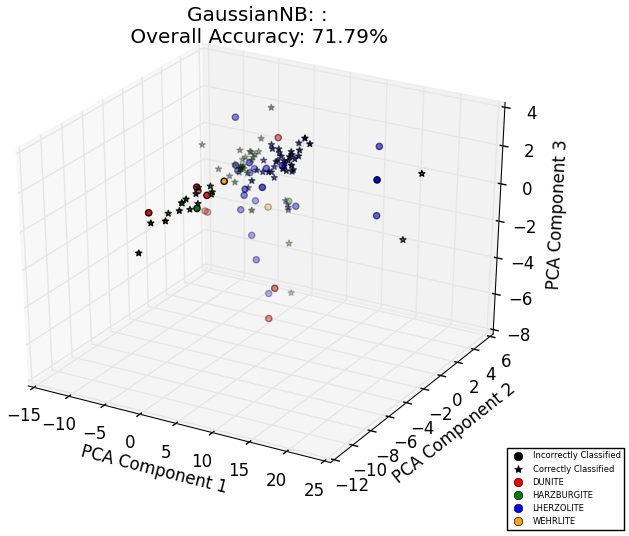 GaussianNB: :
Overall Accuracy: 71.79%
4
2
0
−2
−4
−6
−8
PCA Component 3
6
4
2
0
−2
−4
−6
−8
−10
−12
PCA Component 2
−15
−10
−5
0
5
10
15
20
25
PCA Component 1
Incorrectly Classified
Correctly Classified
DUNITE
HARZBURGITE
LHERZOLITE
WEHRLITE